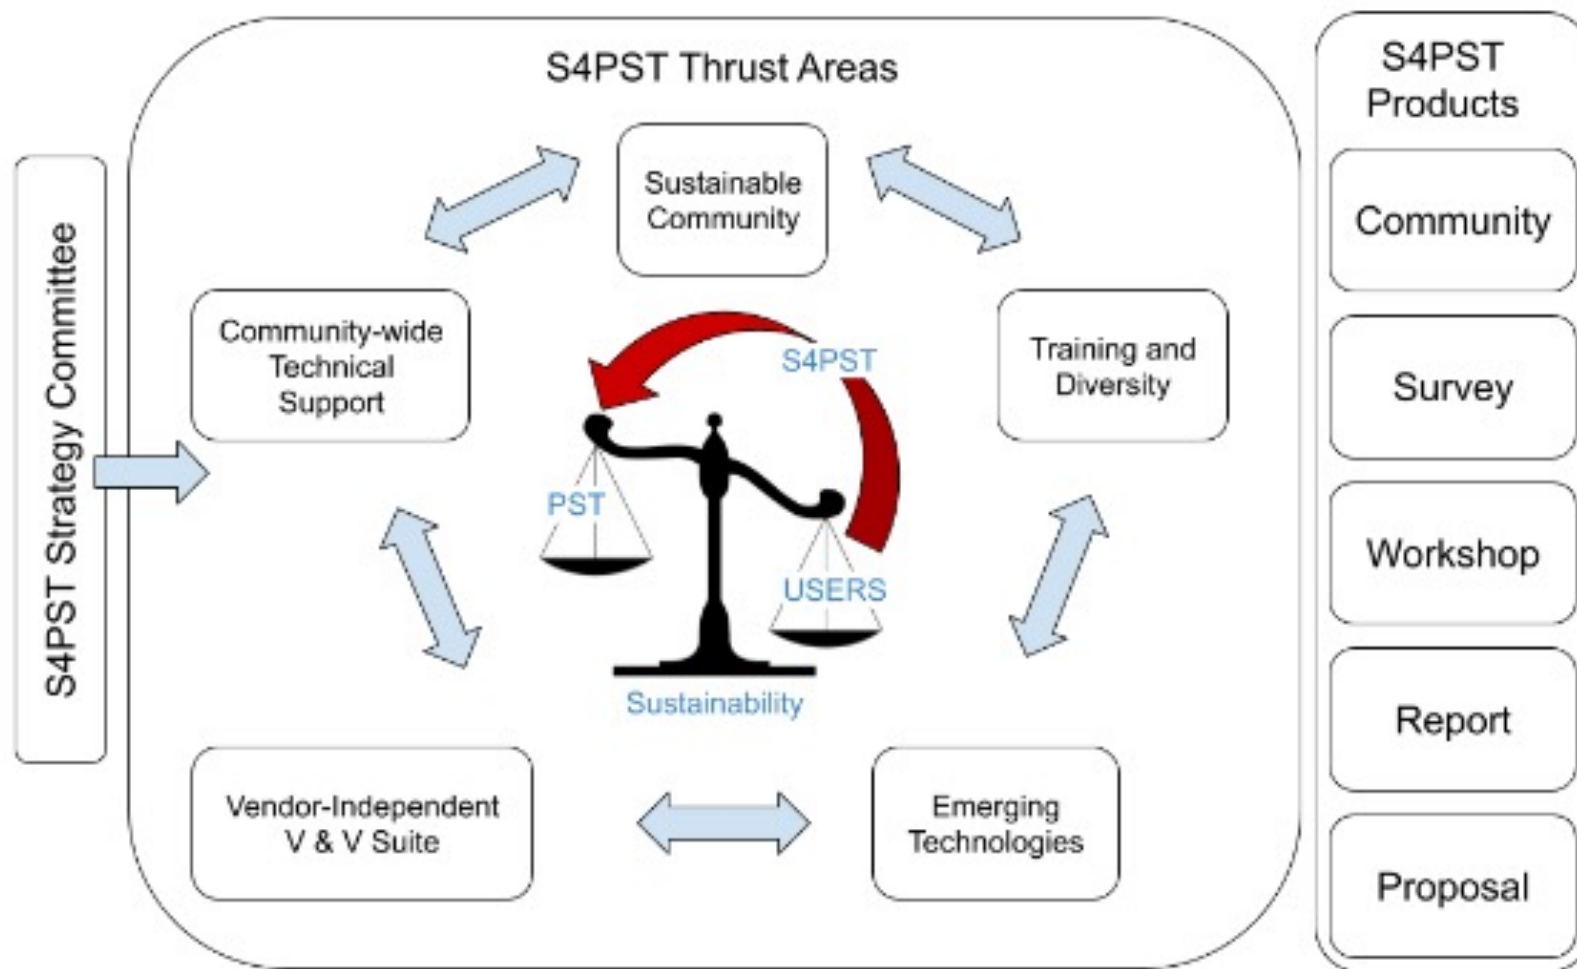 S4PST Strategy Committee
S4PST Thrust Areas
Sustainable
Community
Community-wide
Technical
Support
Training and
Diversity
S4PST
PST
USERS
Sustainability
Vendor-Independent
V & V Suite
Emerging
Technologies
S4PST
Products
Community
Survey
Workshop
Report
Proposal